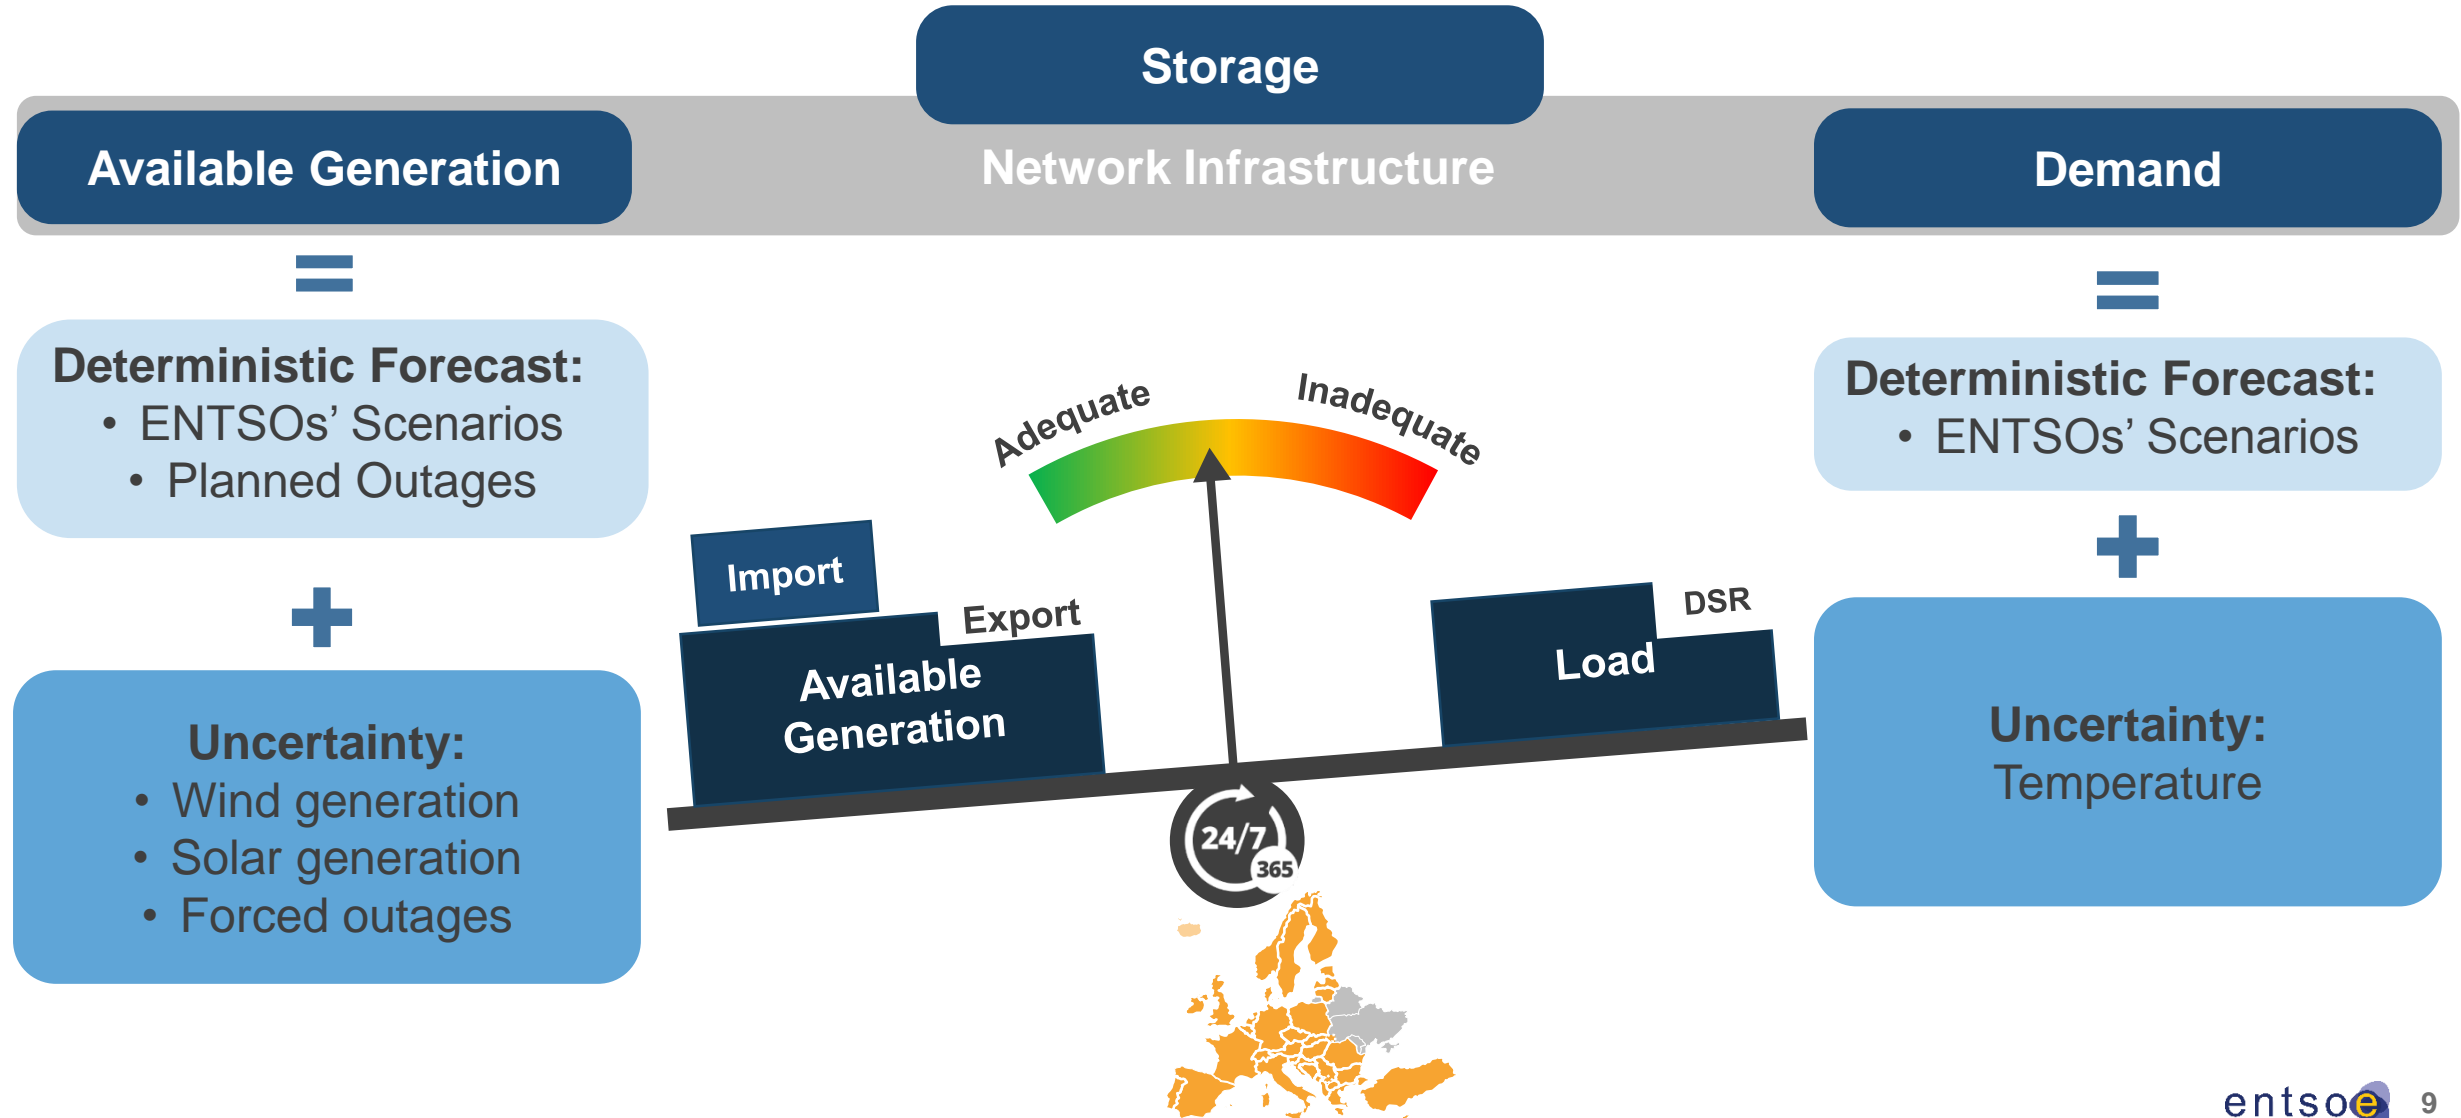 Storage
Available Generation
Network Infrastructure
Demand
Deterministic Forecast:
• ENTSOs’ Scenarios
• Planned Outages
Uncertainty:
• Wind generation
• Solar generation
• Forced outages
Adequate
Inadequate
Import
Export
Available
Generation
DSR
Load
24/7
365
Deterministic Forecast:
• ENTSOs’ Scenarios
Uncertainty:
Temperature
entsoe
9